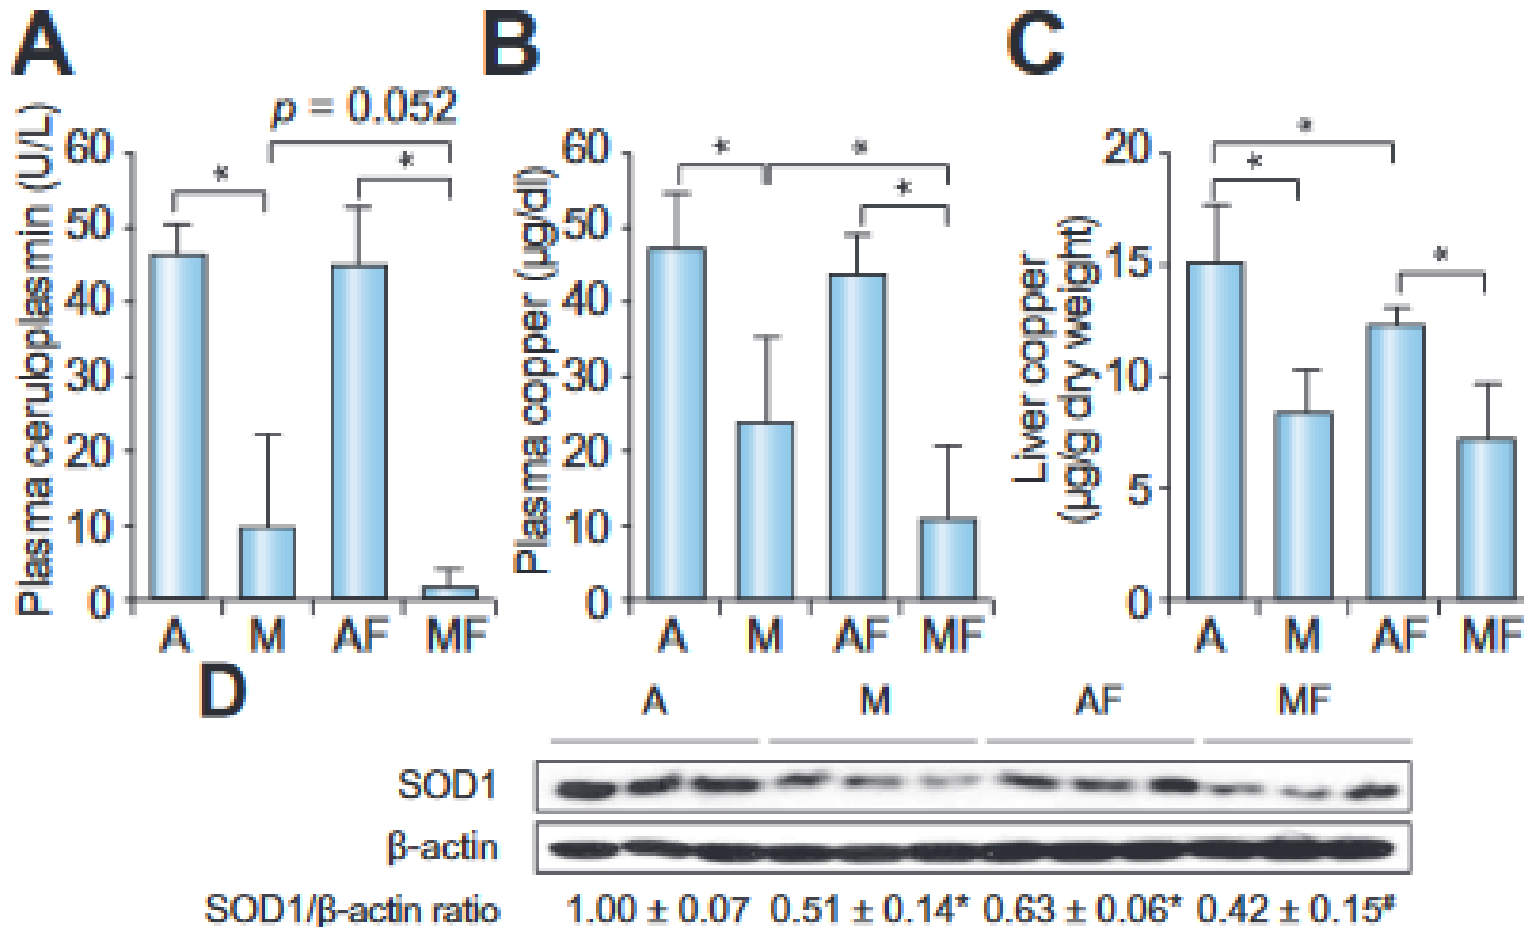 A
B
C
p = 0.052
Plasma ceruloplasmin (U/L)
60
50
40
30
20
10
0
*
*
A M AF MF
Plasma copper (µg/dl)
60
50
40
30
20
10
0
*
*
*
A M AF MF
Liver copper
(µg/g dry weight)
20
15
10
5
0
*
*
*
A M AF MF
D
A M AF MF
SOD1
β-actin
SOD1/β-actin ratio 1.00 ± 0.07 0.51 ± 0.14* 0.63 ± 0.06* 0.42 ± 0.15#